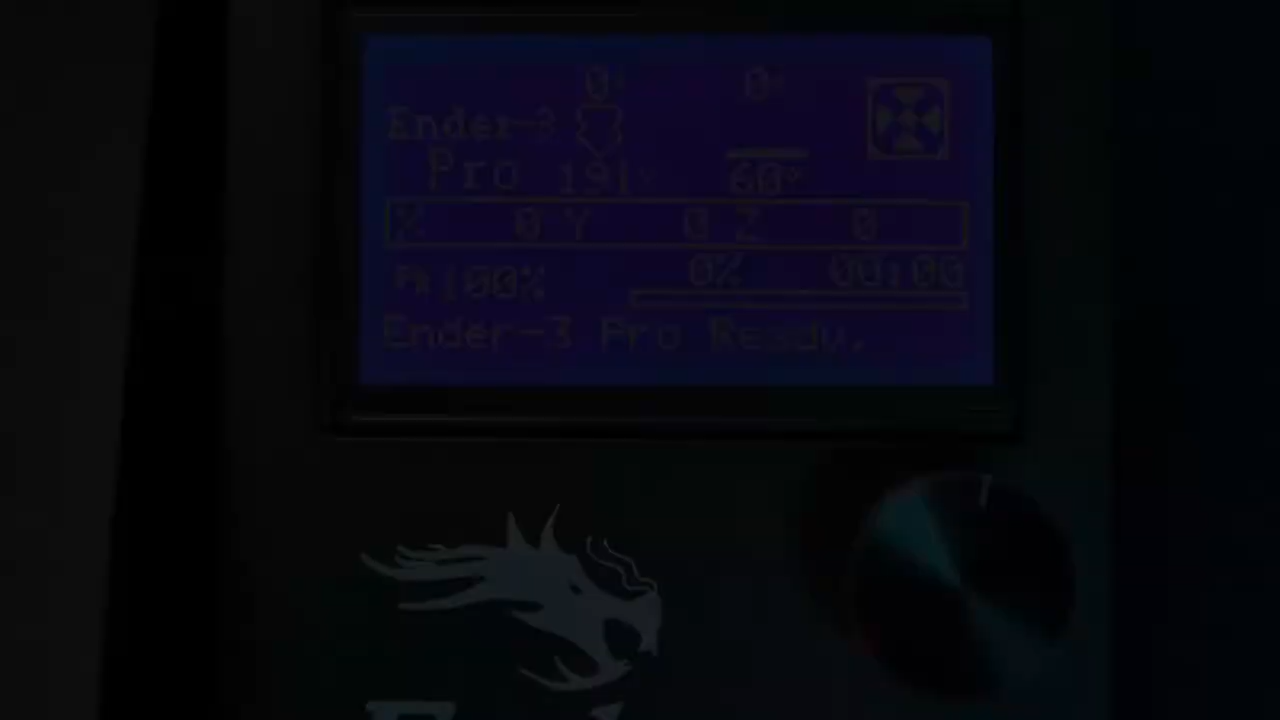 0° 0°
Ender-3
Pro 191° 60°
X 0 Y 0 Z 0
0% 00:00
FR 100%
Ender-3 Pro Ready.